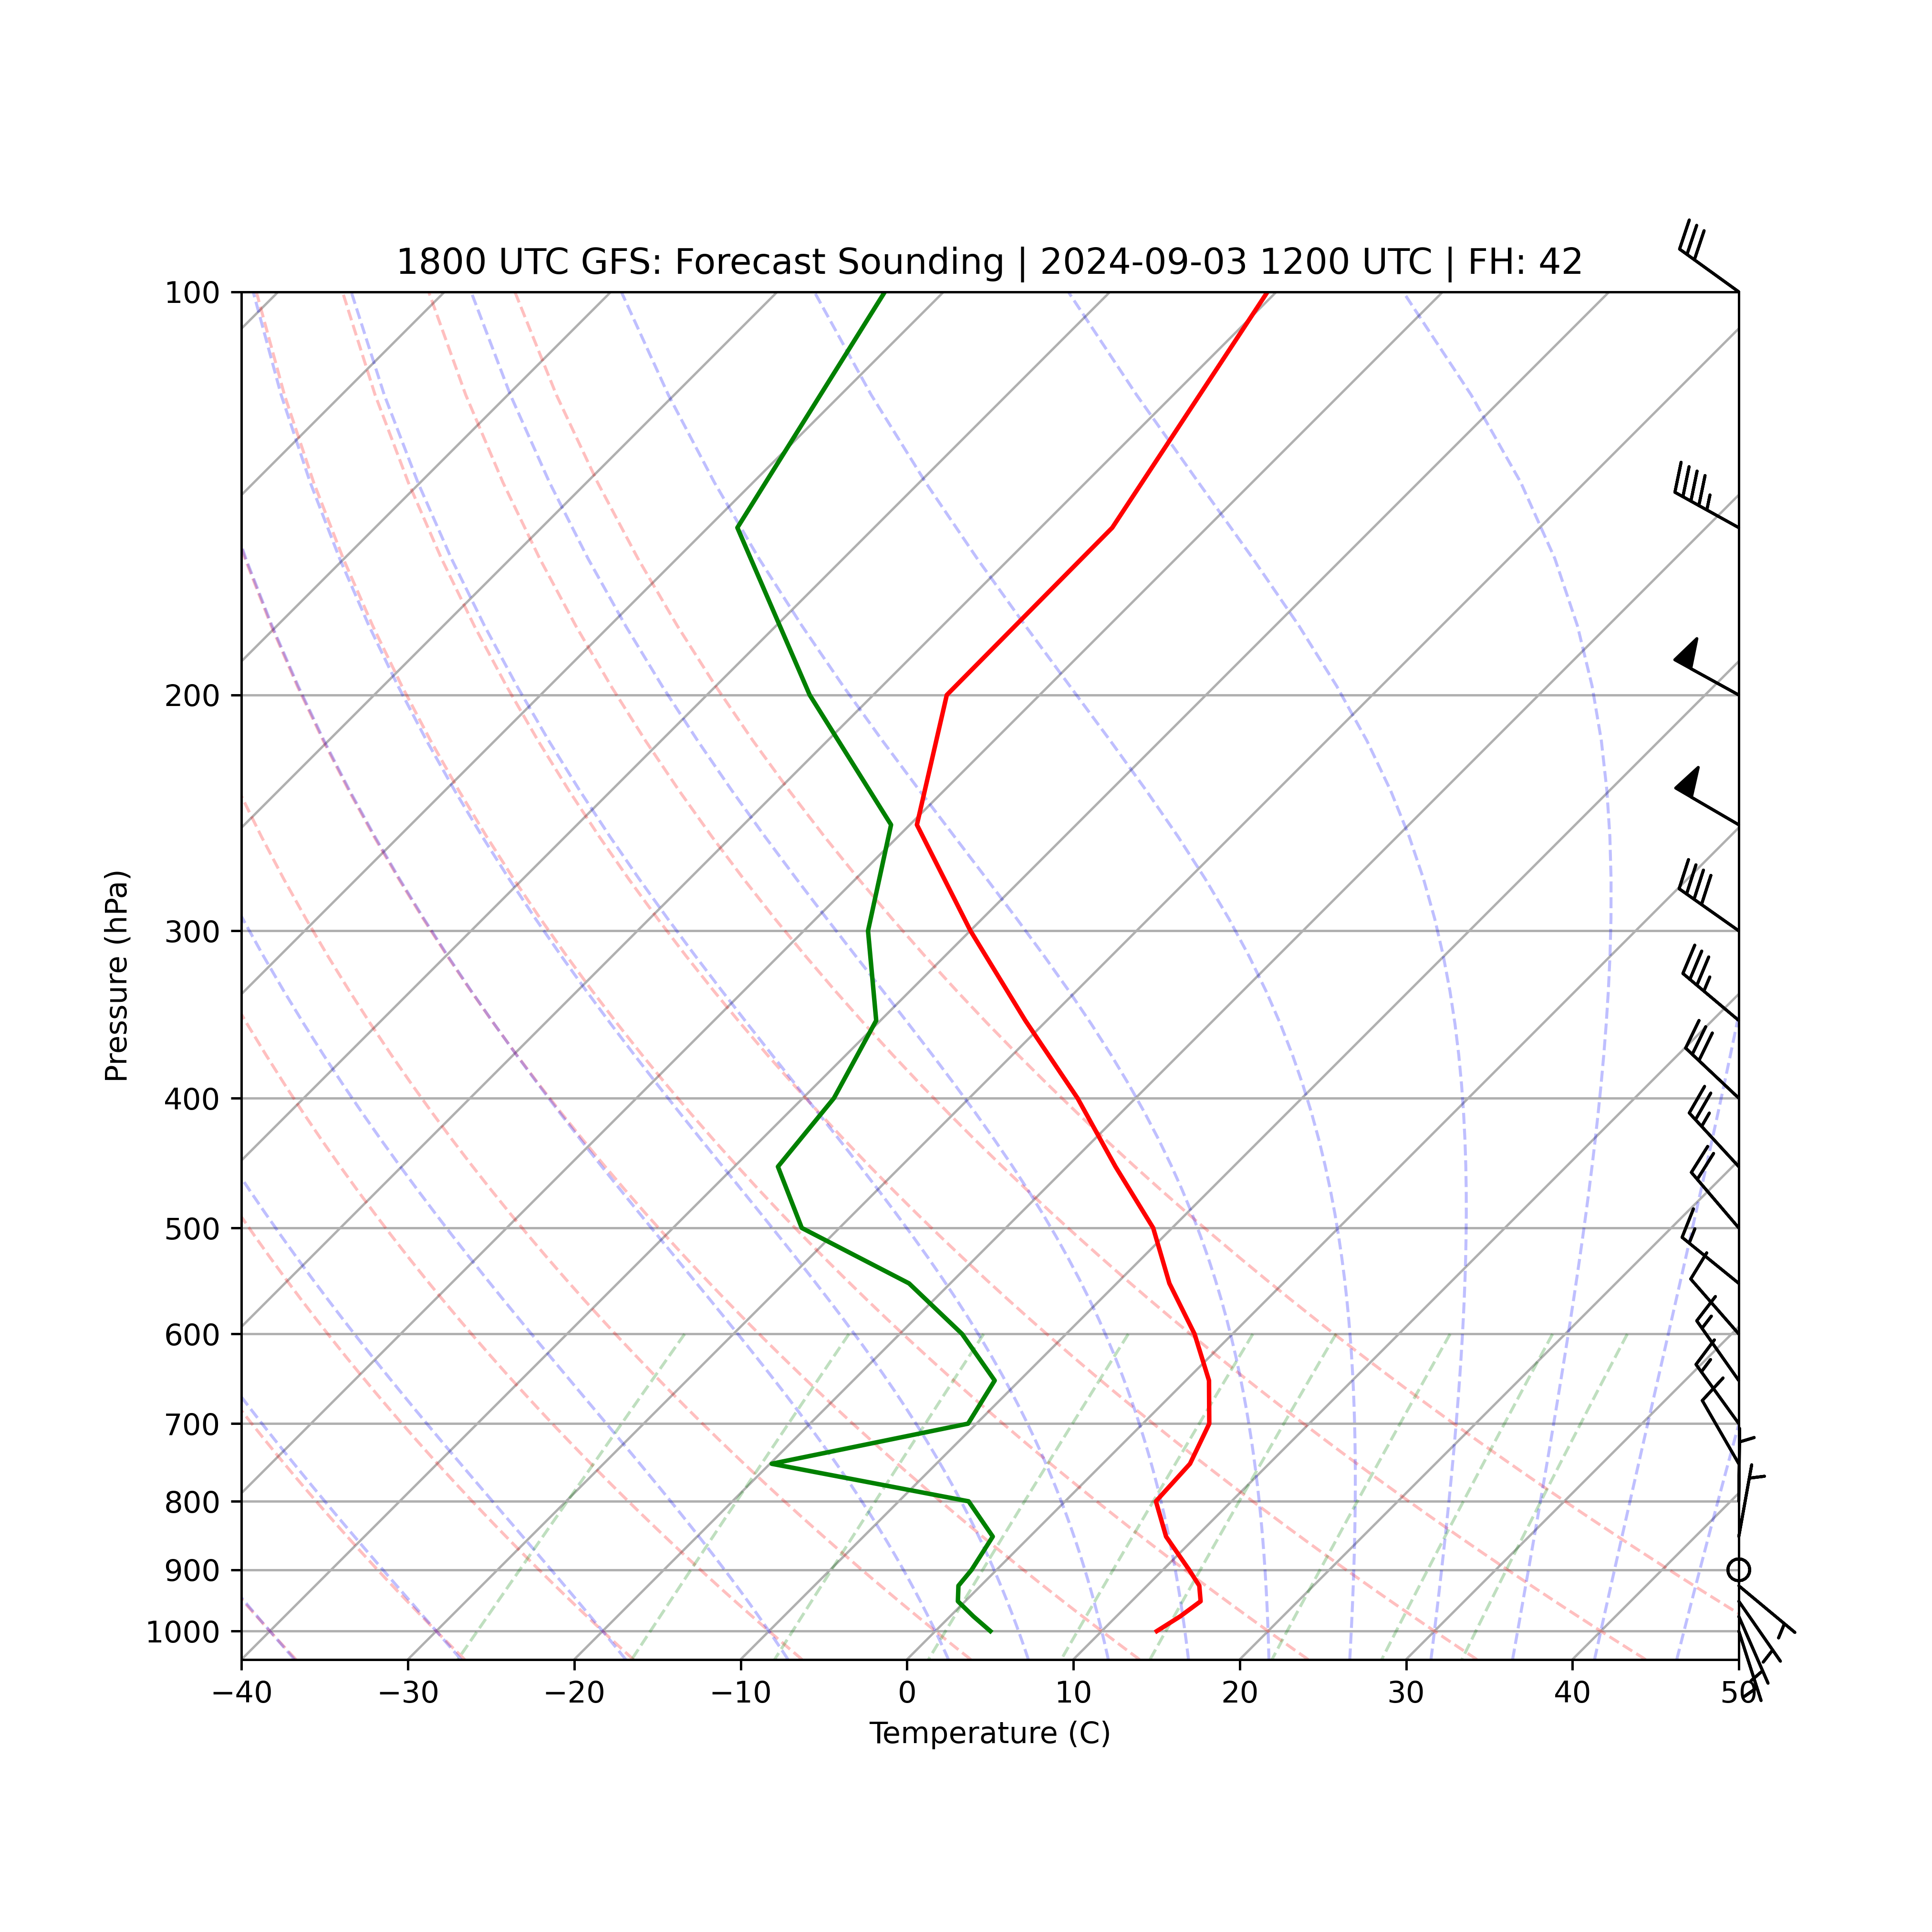 1800 UTC GFS: Forecast Sounding | 2024-09-03 1200 UTC | FH: 42
100
200
300
400
500
600
700
800
900
1000
Pressure (hPa)
−40 −30 −20 −10 0 10 20 30 40 50
Temperature (C)